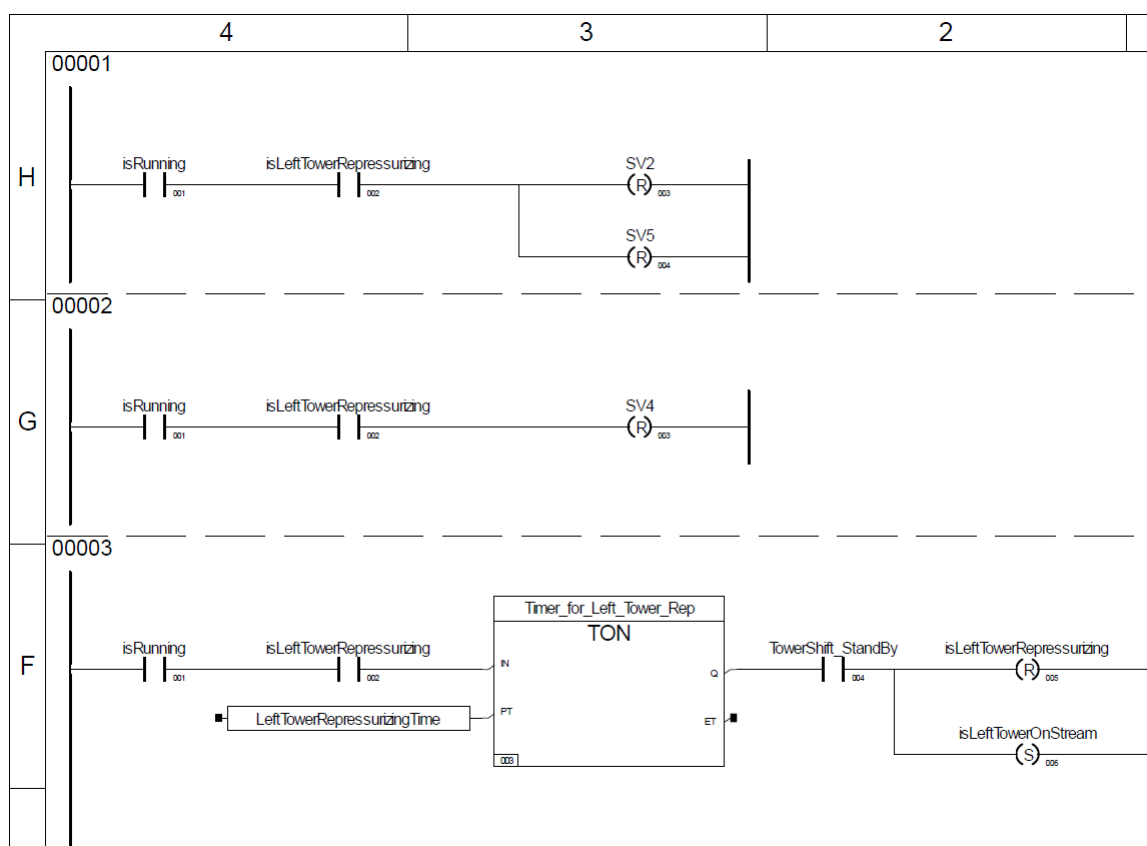 4 3 2
00001
H
isRunning isLeftTowerRepressurizing SV2
001 002 (R) 003
SV5
(R) 004
00002
G
isRunning isLeftTowerRepressurizing SV4
001 002 (R) 003
00003
F
Timer_for_Left_Tower_Rep
TON
isRunning isLeftTowerRepressurizing TowerShift_StandBy isLeftTowerRepressurizing
001 002 IN Q 004 (R) 005
LeftTowerRepressurizingTime PT ET
isLeftTowerOnStream
(S) 006
003